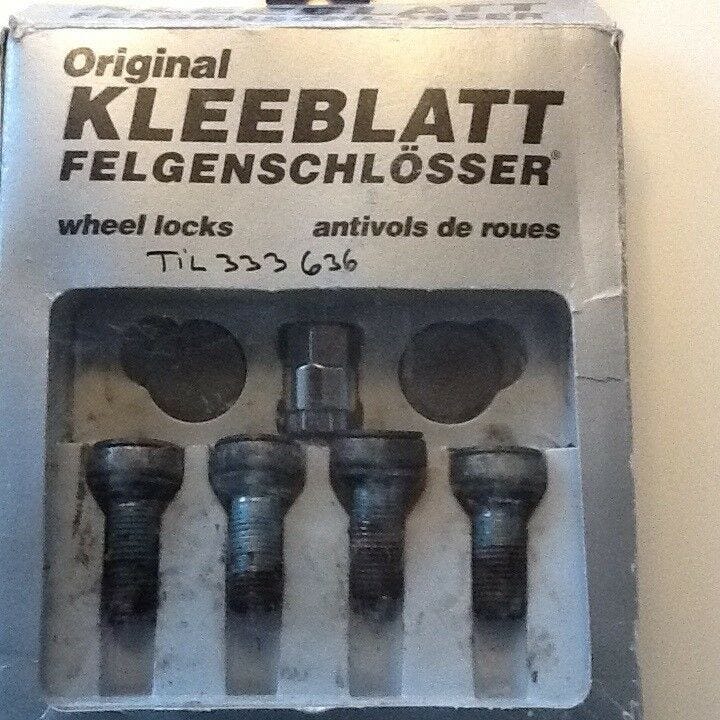 Original
KLEEBLATT
FELGENSCHLÖSSER®
wheel locks antivols de roues
TIL 333 636